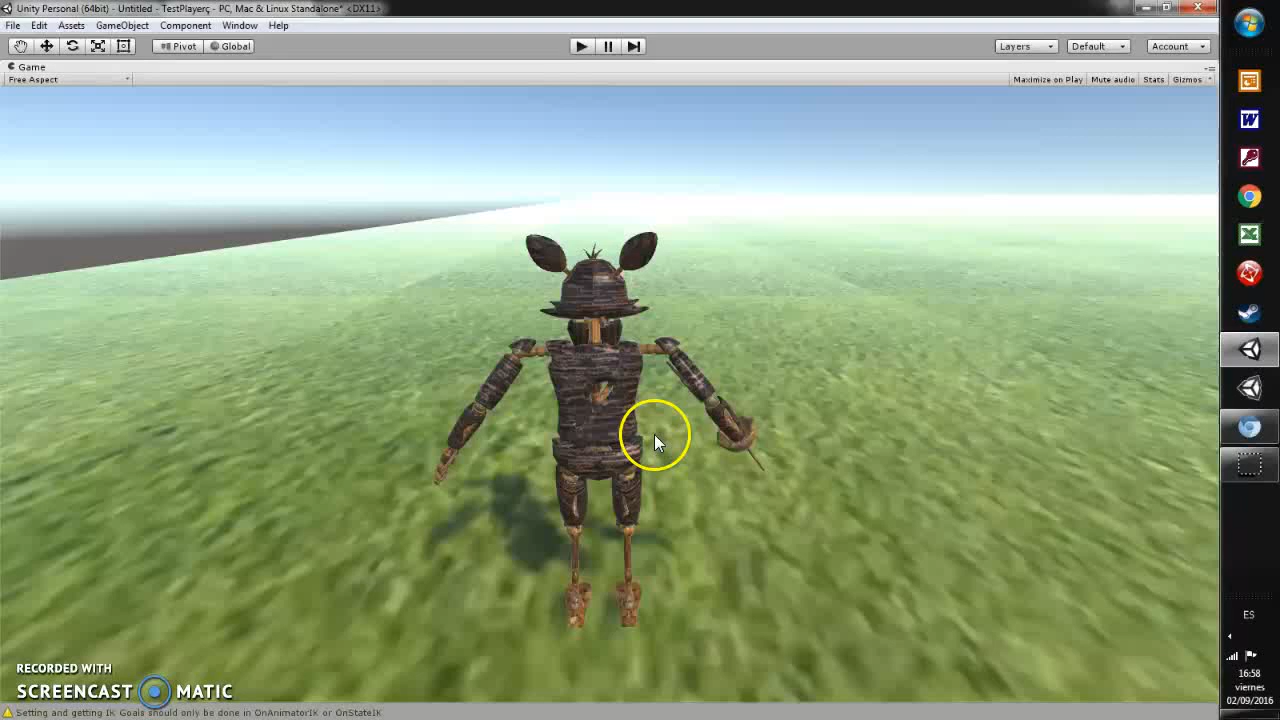 Unity Personal (64bit) - Untitled - TestPlayerç - PC, Mac & Linux Standalone* <DX11>
File Edit Assets GameObject Component Window Help
Pivot Global Layers Default Account
Game
Free Aspect Maximize on Play Mute audio Stats Gizmos
ES
RECORDED WITH
SCREENCAST MATIC
16:58
viernes
02/09/2016
Setting and getting IK Goals should only be done in OnAnimatorIK or OnStateIK